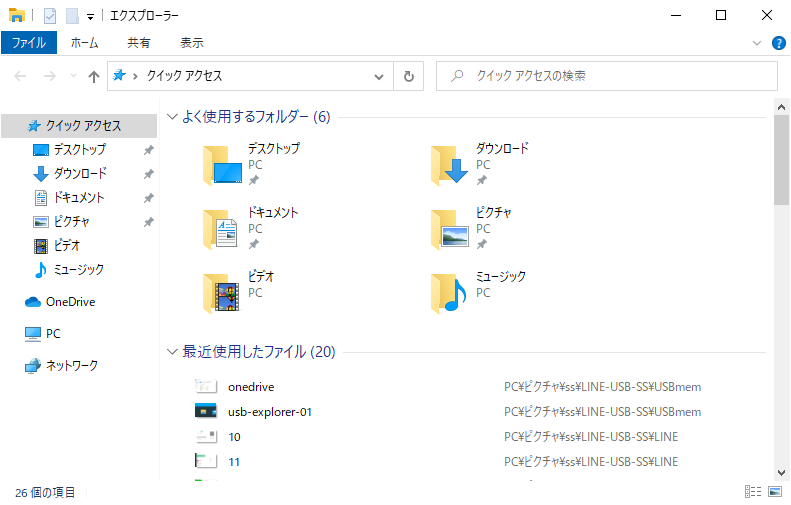 エクスプローラー
ファイル ホーム 共有 表示
クイック アクセス クイック アクセスの検索
クイック アクセス
デスクトップ
ダウンロード
ドキュメント
ピクチャ
ビデオ
ミュージック
OneDrive
PC
ネットワーク
よく使用するフォルダー (6)
デスクトップ
PC
ダウンロード
PC
ドキュメント
PC
ピクチャ
PC
ビデオ
PC
ミュージック
PC
最近使用したファイル (20)
onedrive PC¥ピクチャ¥ss¥LINE-USB-SS¥USBmem
usb-explorer-01 PC¥ピクチャ¥ss¥LINE-USB-SS¥USBmem
10 PC¥ピクチャ¥ss¥LINE-USB-SS¥LINE
11 PC¥ピクチャ¥ss¥LINE-USB-SS¥LINE
26 個の項目